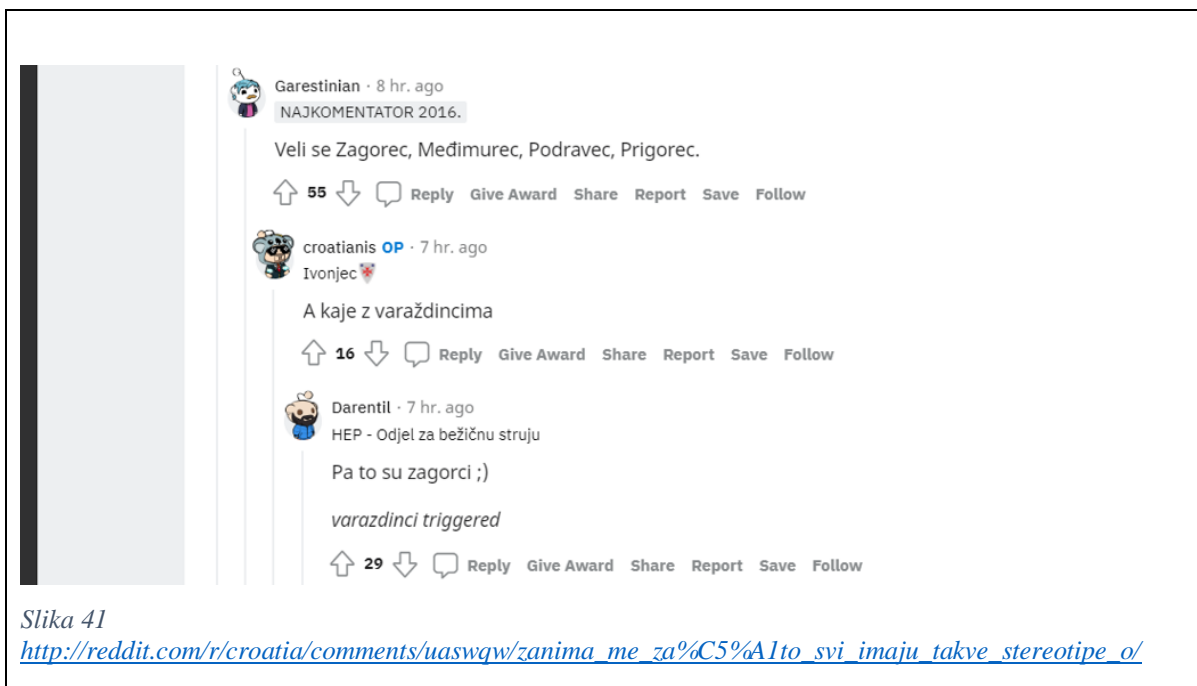 Garestinian · 8 hr. ago
NAJKOMENTATOR 2016.
Veli se Zagorec, Međimurec, Podravec, Prigorec.
55 Reply Give Award Share Report Save Follow
croatianis OP · 7 hr. ago
Ivonjec
A kaje z varaždincima
16 Reply Give Award Share Report Save Follow
Darentil · 7 hr. ago
HEP - Odjel za bežičnu struju
Pa to su zagorci ;)
varazdinci triggered
29 Reply Give Award Share Report Save Follow
Slika 41
http://reddit.com/r/croatia/comments/uaswqw/zanima_me_za%C5%A1to_svi_imaju_takve_stereotipe_o/